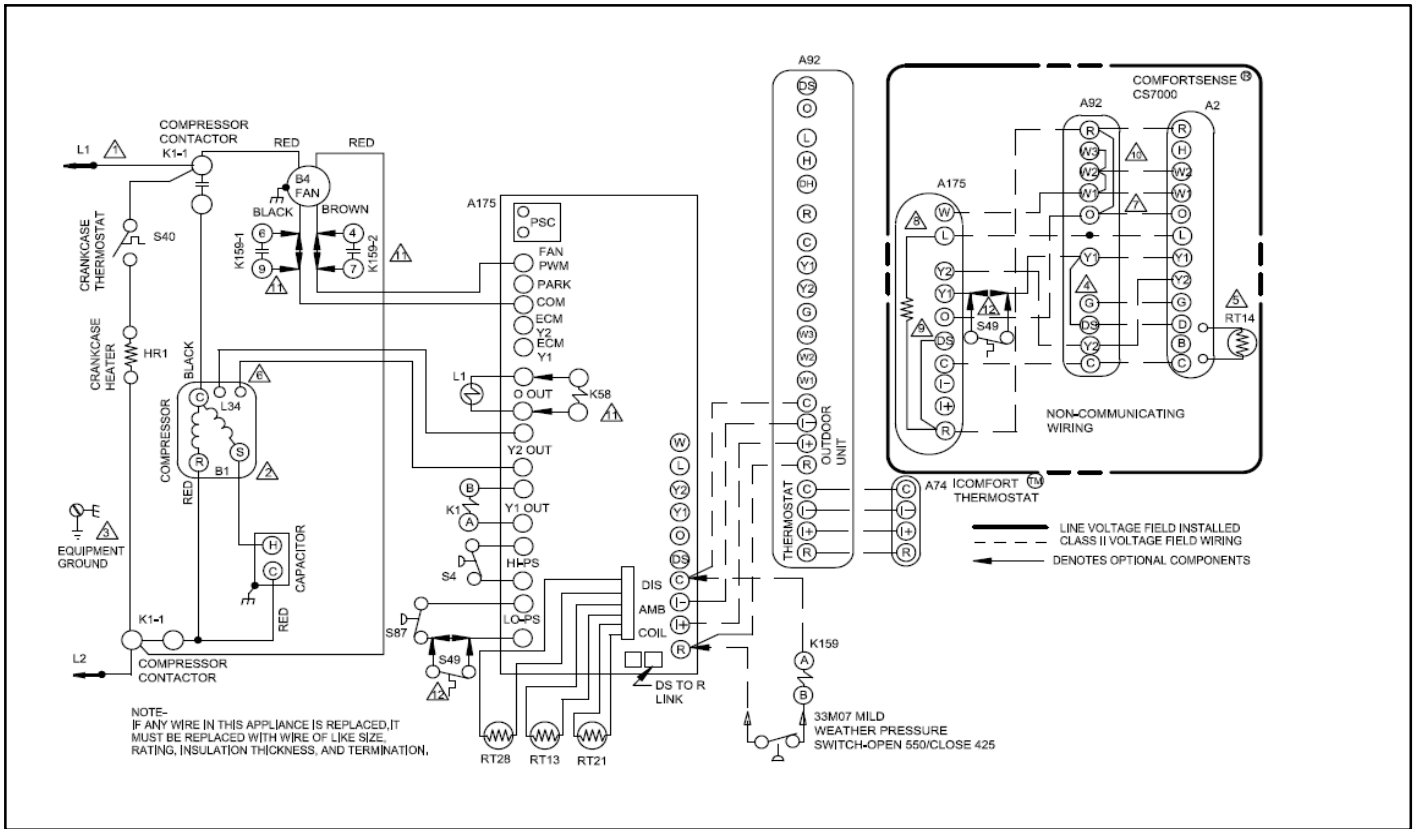 COMPRESSOR
CONTACTOR
K1-1
L1
1
RED
RED
B4
FAN
BLACK
BROWN
6
9
K159-1
11
4
7
K159-2
11
CRANKCASE
THERMOSTAT
S40
CRANKCASE
HEATER
HR1
BLACK
COMPRESSOR
C
L34
6
R
S
B1
2
RED
EQUIPMENT
GROUND
3
H
C
CAPACITOR
RED
K1-1
L2
COMPRESSOR
CONTACTOR
NOTE-
IF ANY WIRE IN THIS APPLIANCE IS REPLACED,IT
MUST BE REPLACED WITH WIRE OF LIKE SIZE,
RATING, INSULATION THICKNESS, AND TERMINATION.
A175
PSC
FAN
PWM
PARK
COM
ECM
Y2
ECM
Y1
L1
O OUT
K58
11
Y2 OUT
B
K1
A
Y1 OUT
S4
HI-PS
S87
LO-PS
S49
12
W
L
Y2
Y1
O
DS
C
I-
I+
R
DIS
AMB
COIL
DS TO R
LINK
RT28
RT13
RT21
K159
A
B
33M07 MILD
WEATHER PRESSURE
SWITCH-OPEN 550/CLOSE 425
A92
DS
O
L
H
DH
R
C
Y1
Y2
G
W3
W2
W1
C
I-
I+
R
OUTDOOR
UNIT
C
I-
I+
R
THERMOSTAT
A74
C
I-
I+
R
ICOMFORT TM
THERMOSTAT
COMFORTSENSE ®
CS7000
A175
8
W
L
Y2
Y1
O
DS
C
I-
I+
R
9
12
S49
A92
R
W3
W2
W1
O
Y1
G
DS
Y2
C
10
7
4
A2
R
H
W2
W1
O
L
Y1
Y2
G
D
B
C
5
RT14
NON-COMMUNICATING
WIRING
LINE VOLTAGE FIELD INSTALLED
CLASS II VOLTAGE FIELD WIRING
DENOTES OPTIONAL COMPONENTS